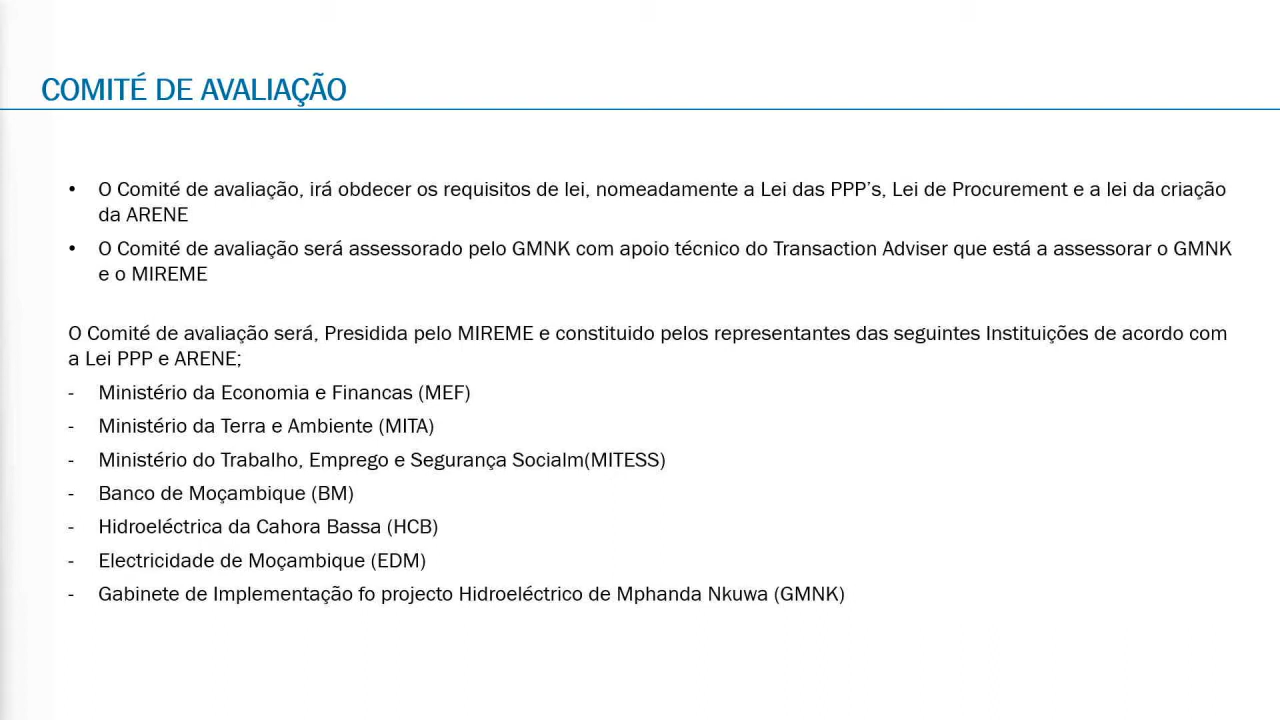 COMITÉ DE AVALIAÇÃO
• O Comité de avaliação, irá obdecer os requisitos de lei, nomeadamente a Lei das PPP’s, Lei de Procurement e a lei da criação
da ARENE
• O Comité de avaliação será assessorado pelo GMNK com apoio técnico do Transaction Adviser que está a assessorar o GMNK
e o MIREME
O Comité de avaliação será, Presidida pelo MIREME e constituido pelos representantes das seguintes Instituições de acordo com
a Lei PPP e ARENE;
- Ministério da Economia e Financas (MEF)
- Ministério da Terra e Ambiente (MITA)
- Ministério do Trabalho, Emprego e Segurança Socialm(MITESS)
- Banco de Moçambique (BM)
- Hidroeléctrica da Cahora Bassa (HCB)
- Electricidade de Moçambique (EDM)
- Gabinete de Implementação fo projecto Hidroeléctrico de Mphanda Nkuwa (GMNK)